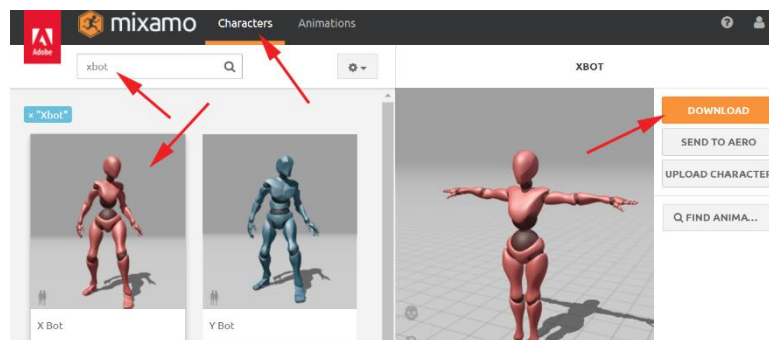 mixamo Characters Animations
Adobe
xbot
XBOT
× "Xbot"
DOWNLOAD
SEND TO AERO
UPLOAD CHARACTER
FIND ANIMA...
X Bot
Y Bot